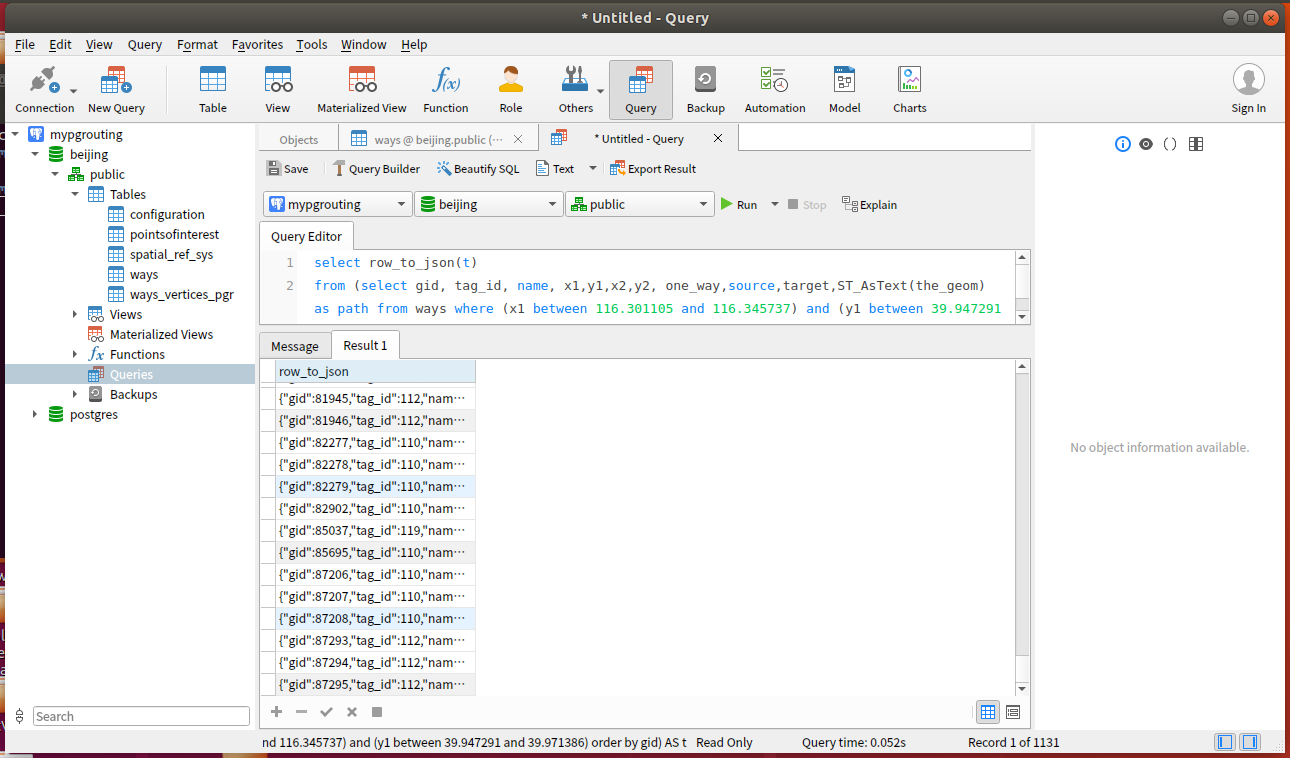 * Untitled - Query
File Edit View Query Format Favorites Tools Window Help
Connection New Query Table View Materialized View Function Role Others Query Backup Automation Model Charts Sign In
mypgrouting
beijing
public
Tables
configuration
pointsofinterest
spatial_ref_sys
ways
ways_vertices_pgr
Views
Materialized Views
Functions
Queries
Backups
postgres
Search
Objects ways @ beijing.public (··· * Untitled - Query
Save Query Builder Beautify SQL Text Export Result
mypgrouting beijing public Run Stop Explain
Query Editor
1 select row_to_json(t)
2 from (select gid, tag_id, name, x1,y1,x2,y2, one_way,source,target,ST_AsText(the_geom)
as path from ways where (x1 between 116.301105 and 116.345737) and (y1 between 39.947291
Message Result 1
row_to_json
{"gid":81945,"tag_id":112,"nam···
{"gid":81946,"tag_id":112,"nam···
{"gid":82277,"tag_id":110,"nam···
{"gid":82278,"tag_id":110,"nam···
{"gid":82279,"tag_id":110,"nam···
{"gid":82902,"tag_id":110,"nam···
{"gid":85037,"tag_id":119,"nam···
{"gid":85695,"tag_id":110,"nam···
{"gid":87206,"tag_id":110,"nam···
{"gid":87207,"tag_id":110,"nam···
{"gid":87208,"tag_id":110,"nam···
{"gid":87293,"tag_id":112,"nam···
{"gid":87294,"tag_id":112,"nam···
{"gid":87295,"tag_id":112,"nam···
No object information available.
nd 116.345737) and (y1 between 39.947291 and 39.971386) order by gid) AS t Read Only Query time: 0.052s Record 1 of 1131